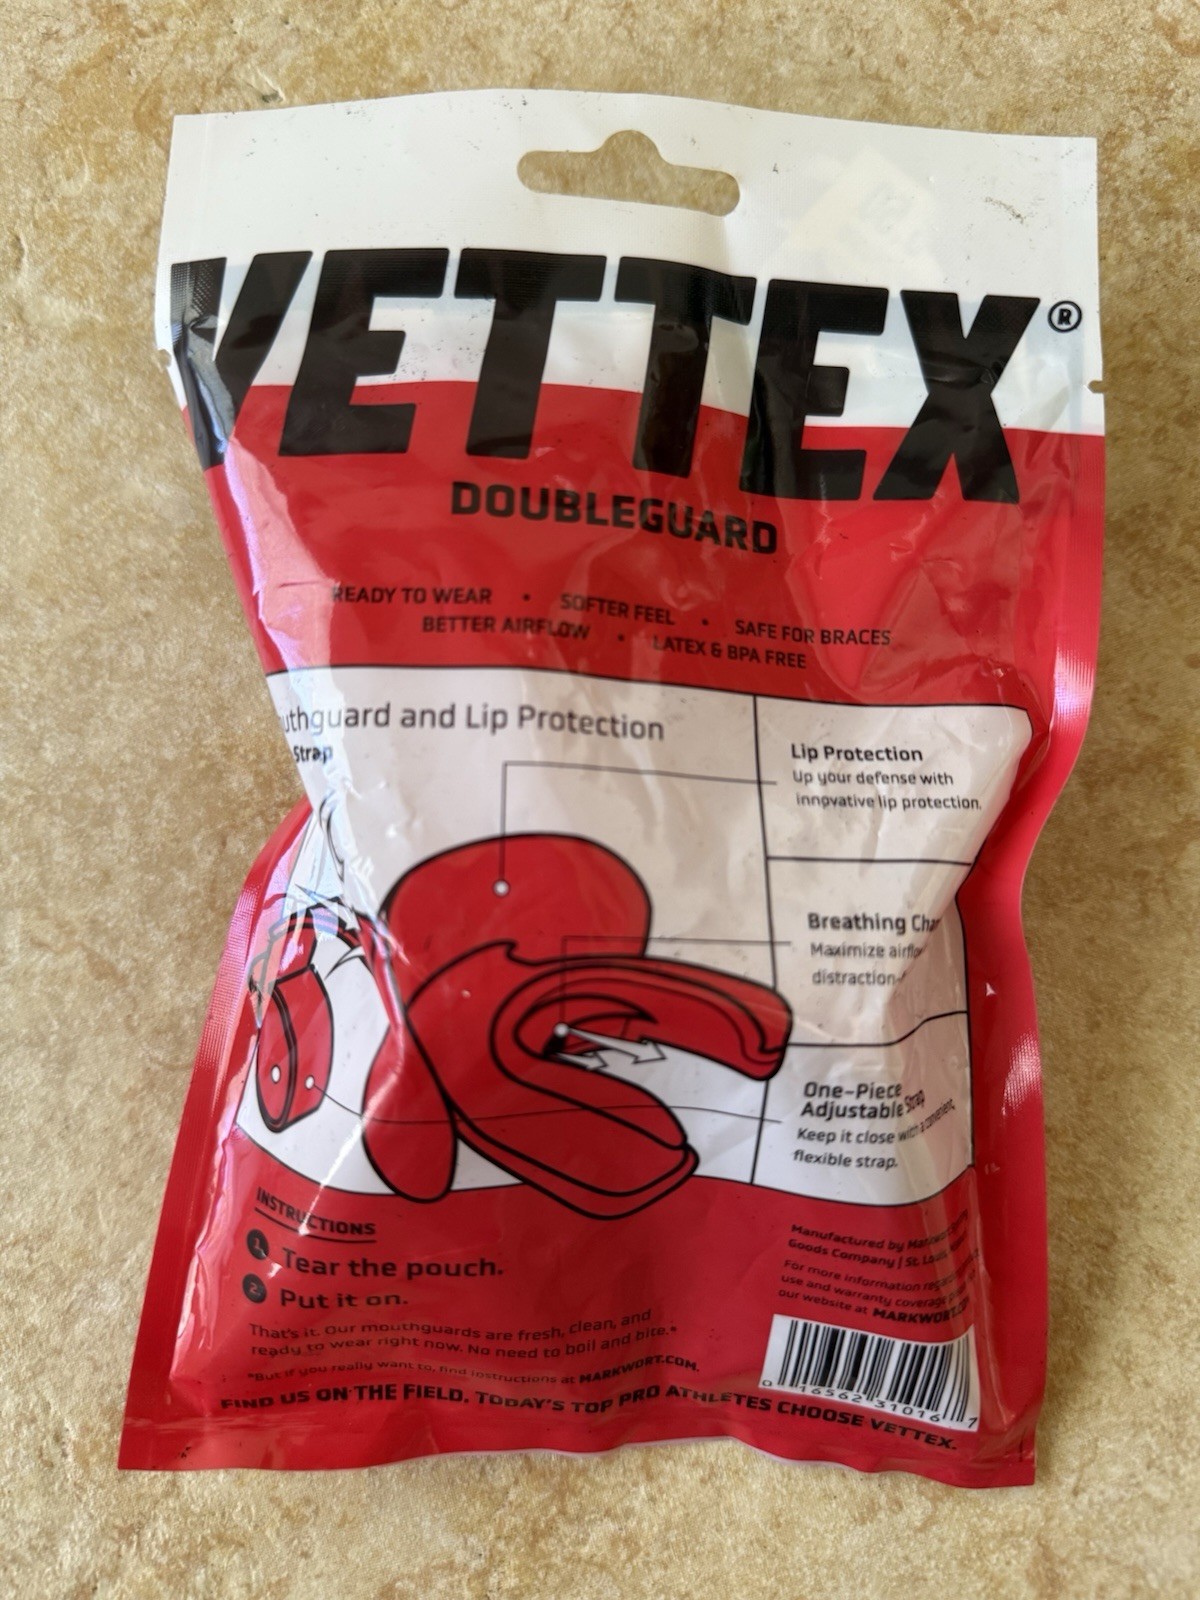 VETTEX®
DOUBLEGUARD
READY TO WEAR • SOFTER FEEL • SAFE FOR BRACES
BETTER AIRFLOW • LATEX & BPA FREE
and Lip Protection
Strap
Lip Protection
Up your defense with
innovative lip protection.
Breathing
Maximize
One-Piece
Adjustable Strap
Keep it close with a convenient,
flexible strap.
INSTRUCTIONS
1 Tear the pouch.
2 Put it on.
That's it. Our mouthguards are fresh, clean, and
ready to wear right now. No need to boil and bite.*
*But if you really want to, find instructions at MARKWORT.COM.
FIND US ON THE FIELD. TODAY'S TOP PRO ATHLETES CHOOSE VETTEX.
Manufactured by
Goods Company | St. Louis,
For more information
use and warranty coverage
our website at MARKWORT.COM
0 16562 31016 7